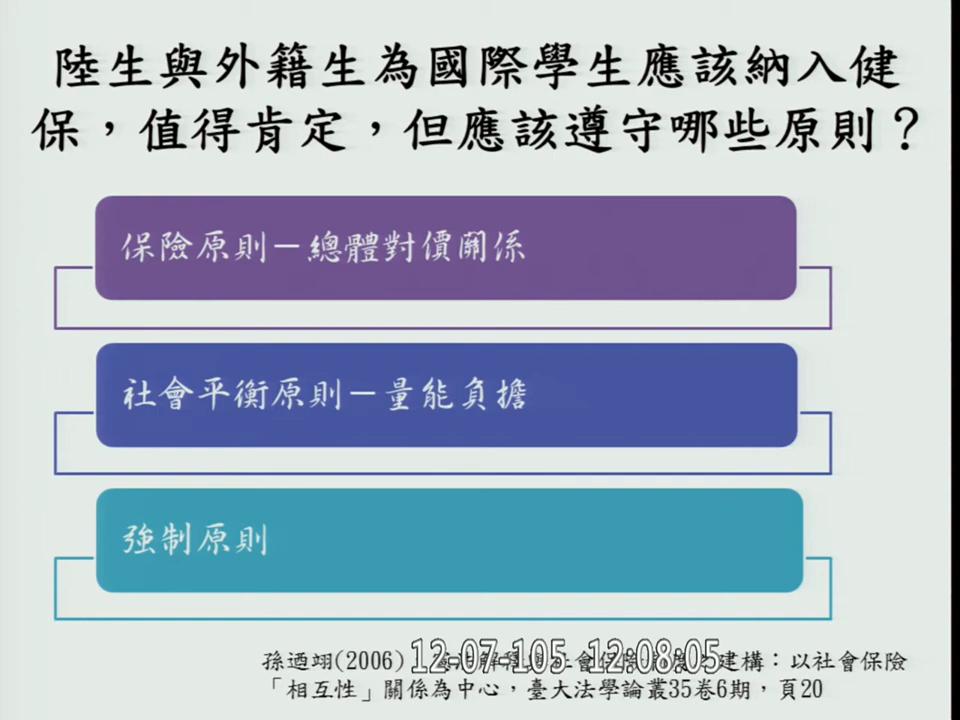 陸生與外籍生為國際學生應該納入健
保，值得肯定，但應該遵守哪些原則？
保險原則－總體對價關係
社會平衡原則－量能負擔
強制原則
孫迺翊(2006) 建構：以社會保險
12-07-105 12:08:05
「相互性」關係為中心，臺大法學論叢35卷6期，頁20